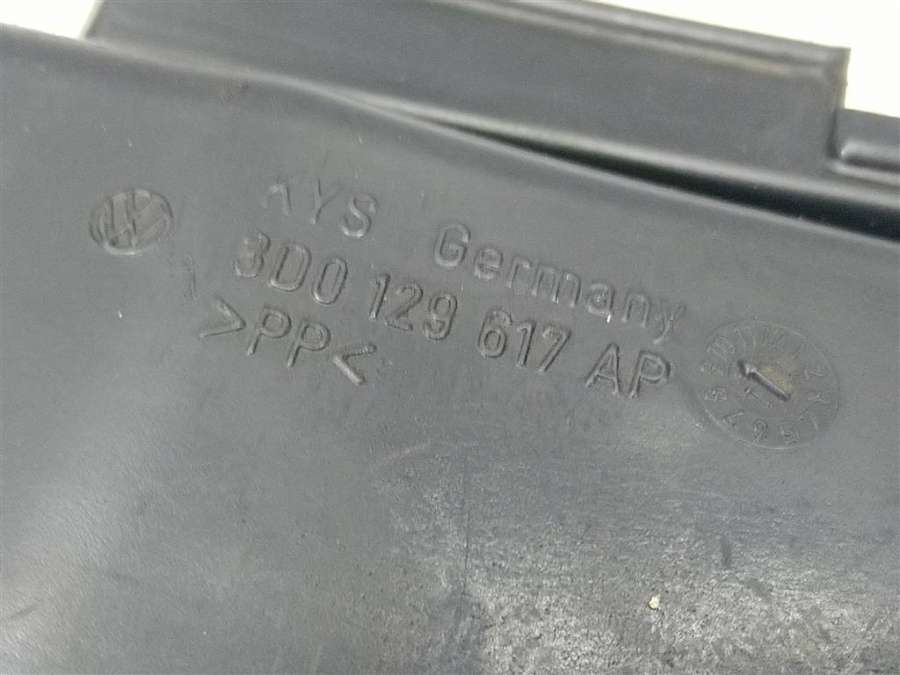 KYS Germany
3D0 129 617 AP
>PP<